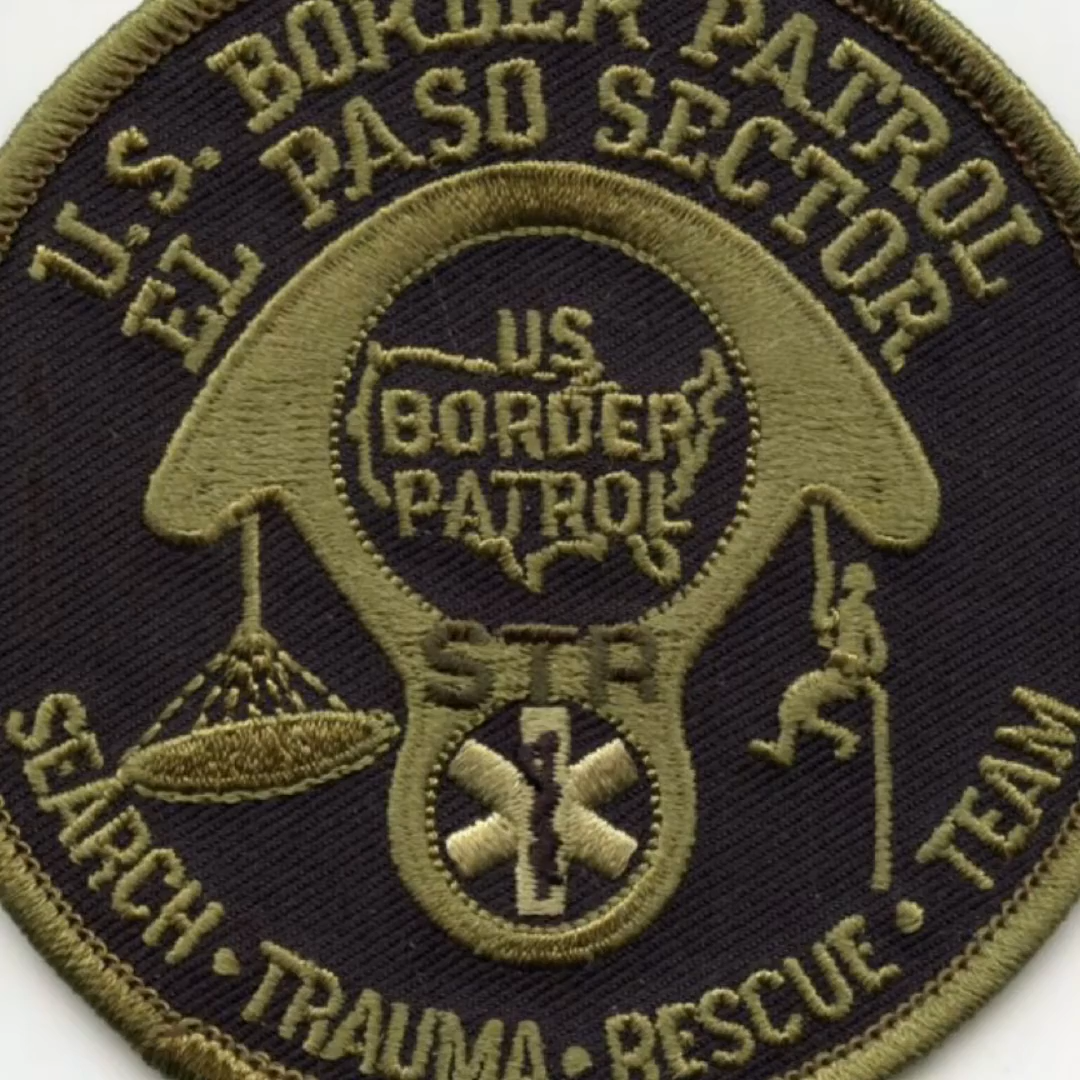 U.S. BORDER PATROL
EL PASO SECTOR
US
BORDER
PATROL
STR
SEARCH • TRAUMA • RESCUE • TEAM